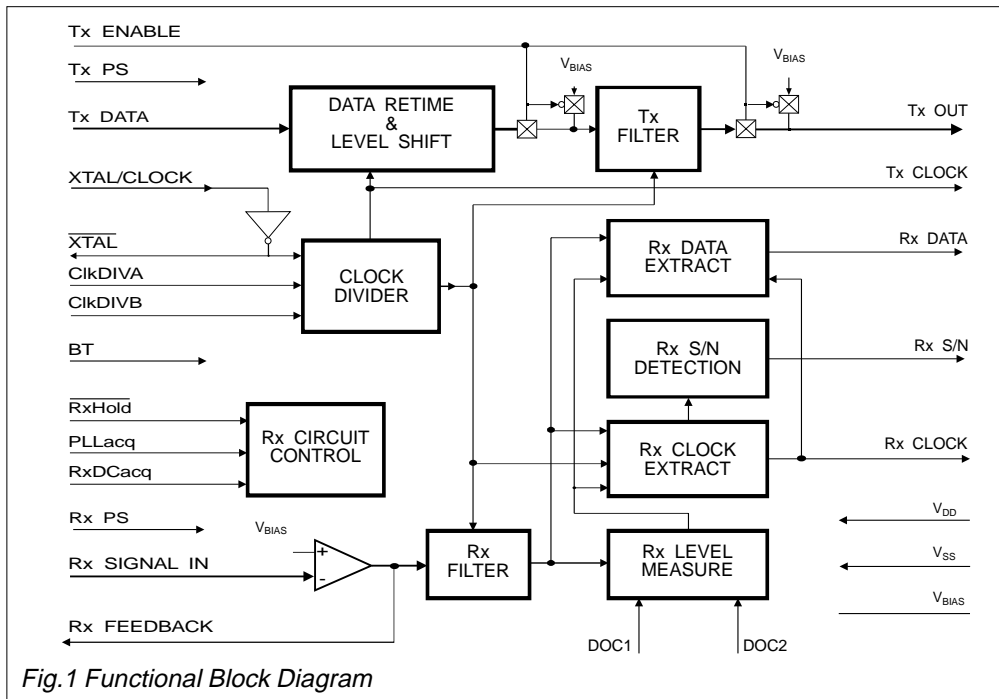 Tx ENABLE
Tx PS
VBIAS
VBIAS
Tx DATA
DATA RETIME
&
LEVEL SHIFT
Tx
FILTER
Tx OUT
XTAL/CLOCK
Tx CLOCK
XTAL
ClkDIVA
ClkDIVB
CLOCK
DIVIDER
Rx DATA
EXTRACT
Rx DATA
BT
Rx S/N
DETECTION
Rx S/N
RxHold
PLLacq
RxDCacq
Rx CIRCUIT
CONTROL
Rx CLOCK
EXTRACT
Rx CLOCK
Rx PS
VBIAS
+
-
Rx SIGNAL IN
Rx
FILTER
Rx LEVEL
MEASURE
VDD
VSS
VBIAS
Rx FEEDBACK
DOC1
DOC2
Fig.1 Functional Block Diagram